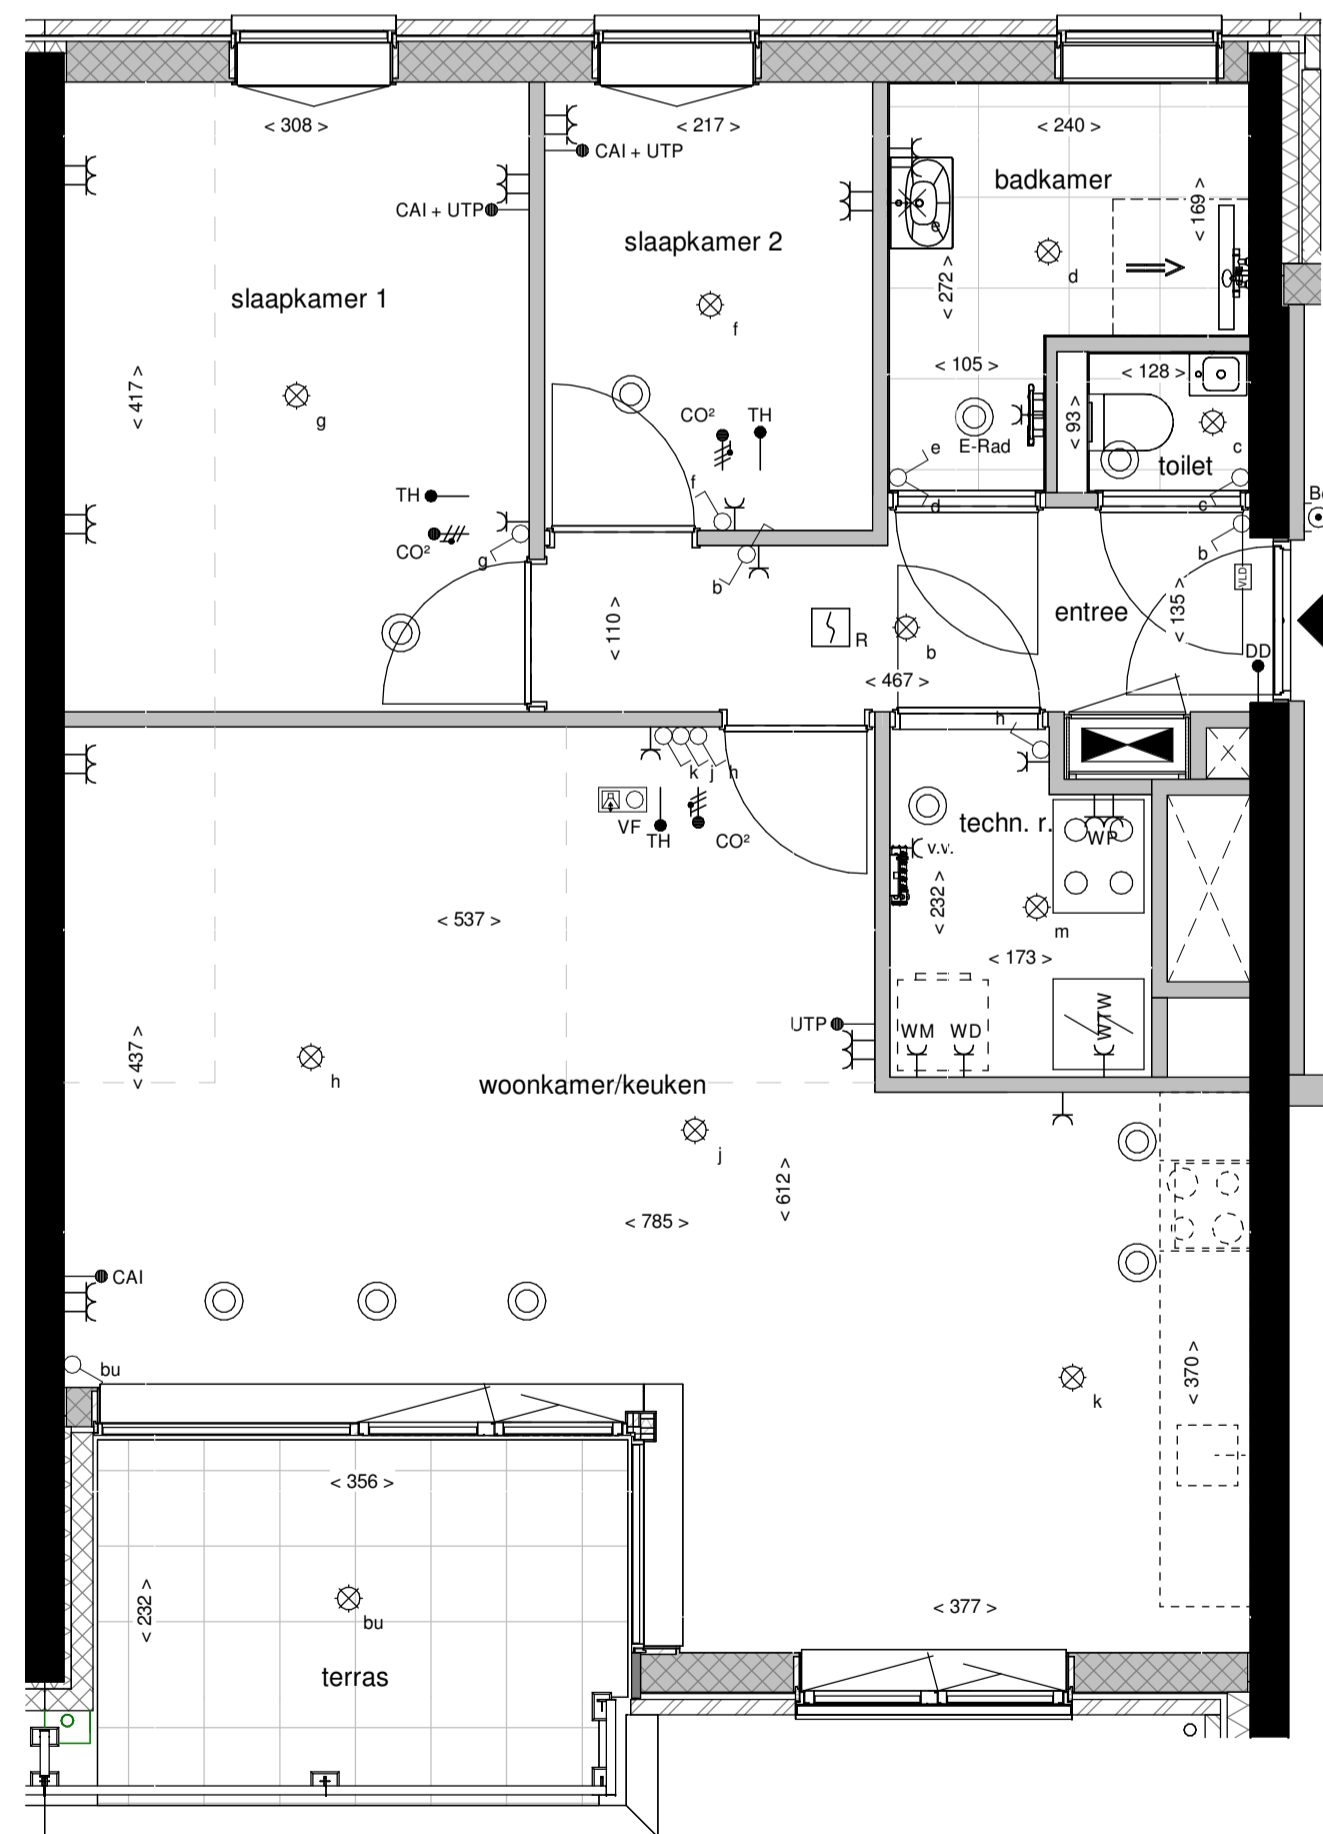 < 308 >
< 217 >
< 240 >
CAI + UTP
badkamer
< 169 >
CAI + UTP
slaapkamer 2
d
< 272 >
slaapkamer 1
f
< 105 >
< 128 >
< 417 >
g
CO²
TH
< 93 >
e
E-Rad
c
toilet
f
TH
d
c
CO²
g
b
b
VLD
< 110 >
entree
< 135 >
R
b
DD
< 467 >
h
k
j
h
VF
TH
CO²
techn. r.
WP
v.v.
< 232 >
< 537 >
m
< 173 >
UTP
WM
WD
WTW
< 437 >
h
woonkamer/keuken
j
< 612 >
< 785 >
CAI
bu
< 370 >
k
< 356 >
< 232 >
bu
< 377 >
terras